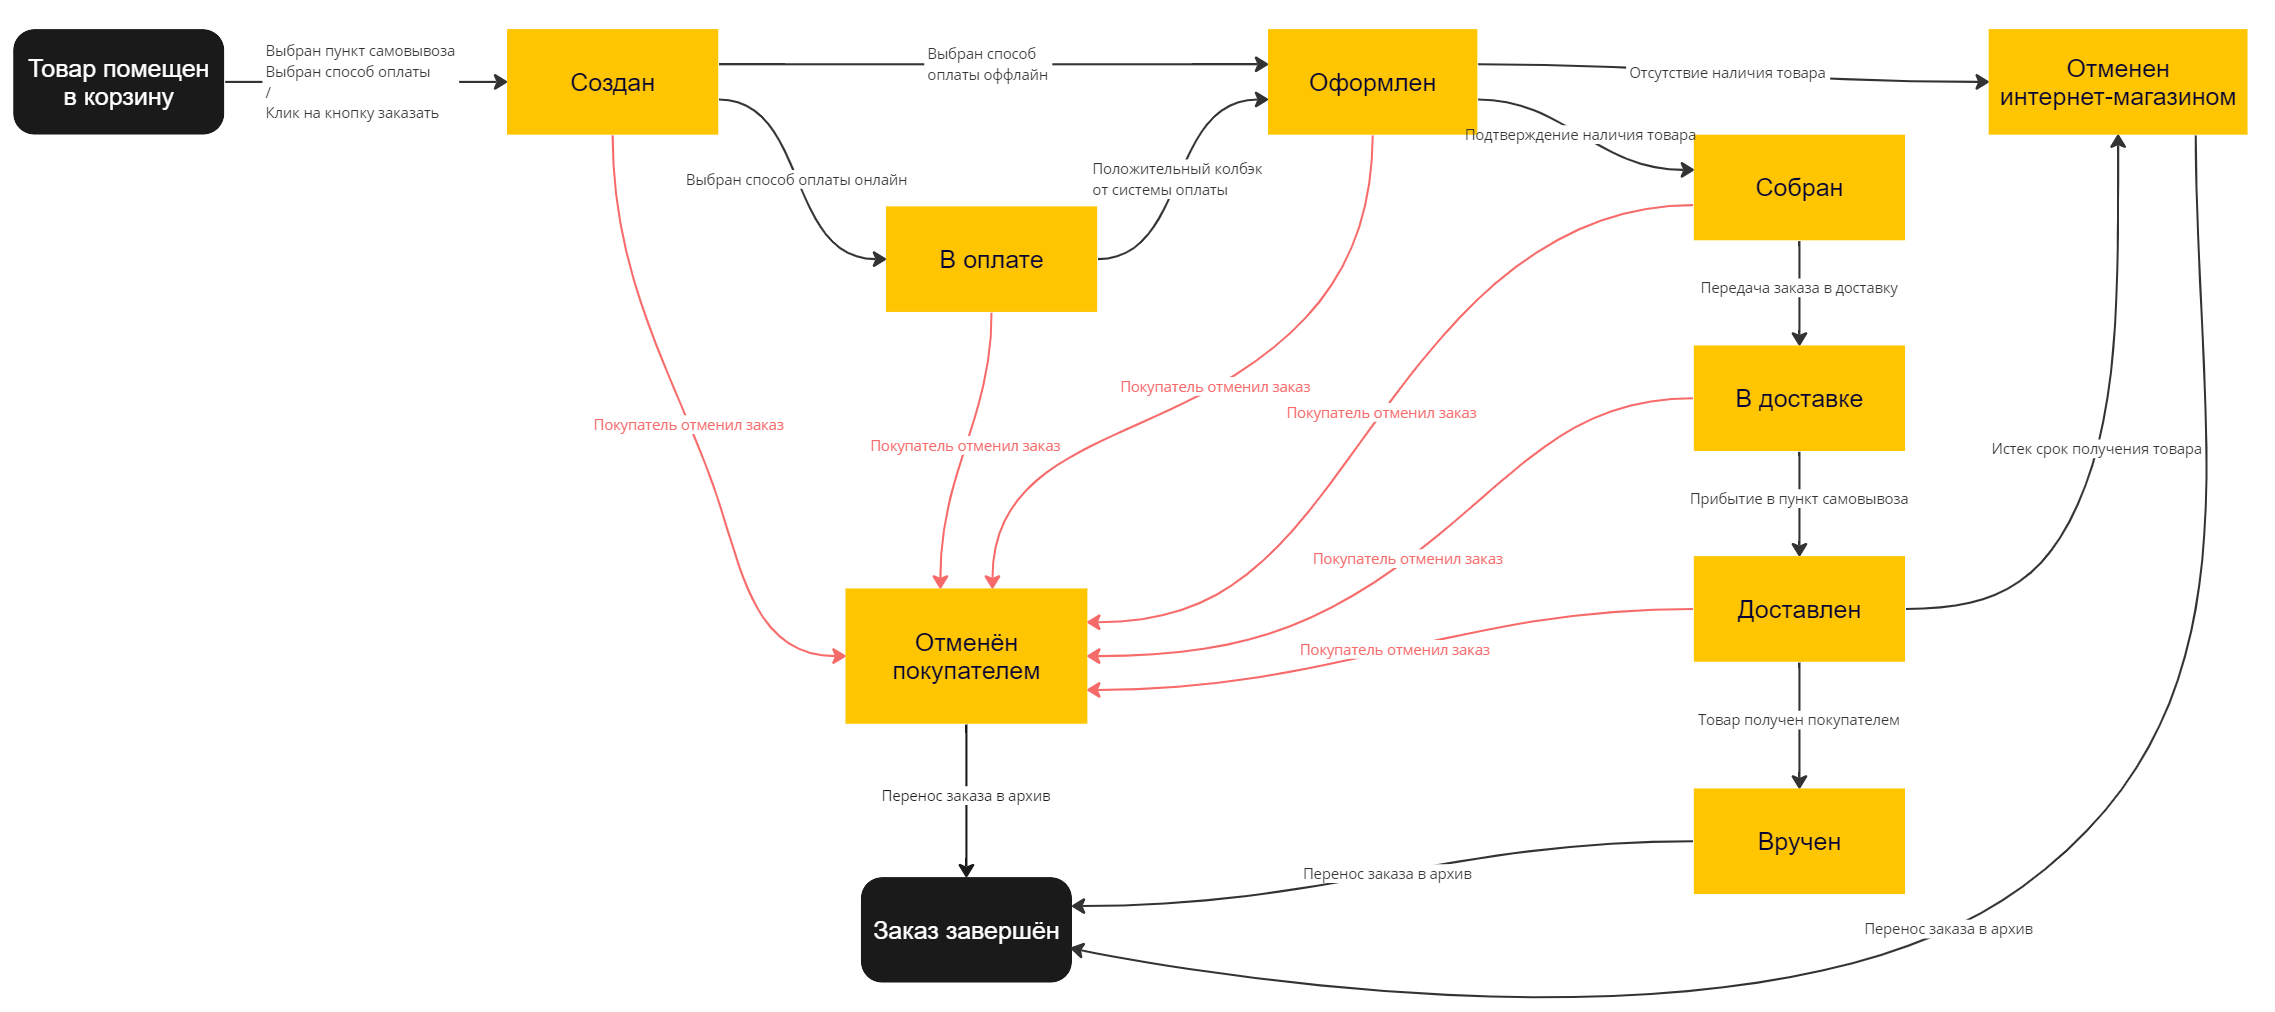 Товар помещен
в корзину
Выбран пункт самовывоза
Выбран способ оплаты
/
Клик на кнопку заказать
Создан
Выбран способ
оплаты оффлайн
Оформлен
Отсутствие наличия товара
Отменен
интернет-магазином
Подтверждение наличия товара
Выбран способ оплаты онлайн
Положительный колбэк
от системы оплаты
Собран
В оплате
Передача заказа в доставку
Покупатель отменил заказ
Покупатель отменил заказ
В доставке
Покупатель отменил заказ
Покупатель отменил заказ
Истек срок получения товара
Прибытие в пункт самовывоза
Покупатель отменил заказ
Доставлен
Отменён
покупателем
Покупатель отменил заказ
Товар получен покупателем
Перенос заказа в архив
Вручен
Перенос заказа в архив
Заказ завершён
Перенос заказа в архив